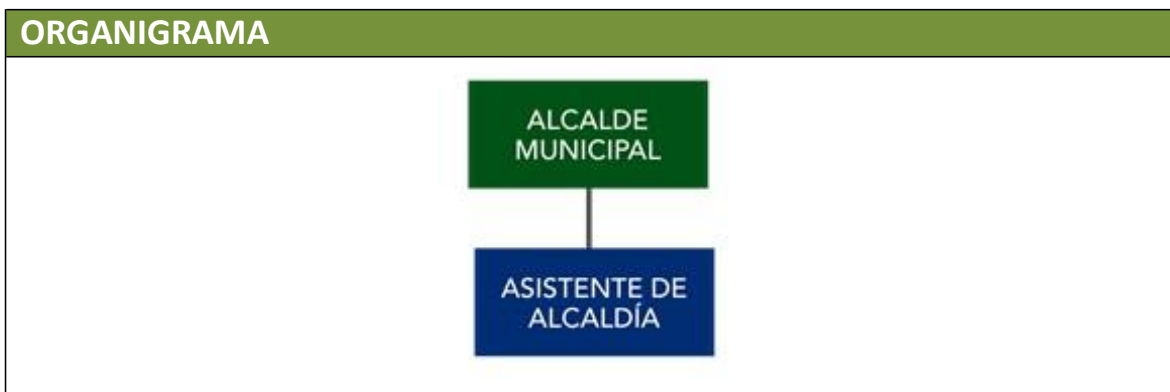 ORGANIGRAMA
ALCALDE
MUNICIPAL
ASISTENTE DE
ALCALDÍA